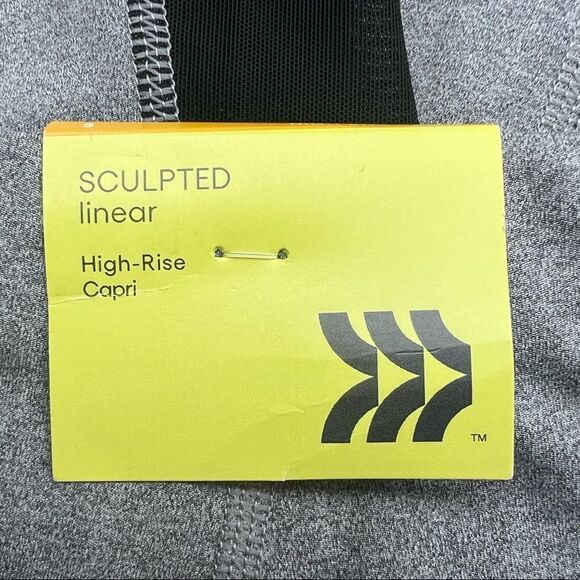 SCULPTED
linear
High-Rise
Capri
TM